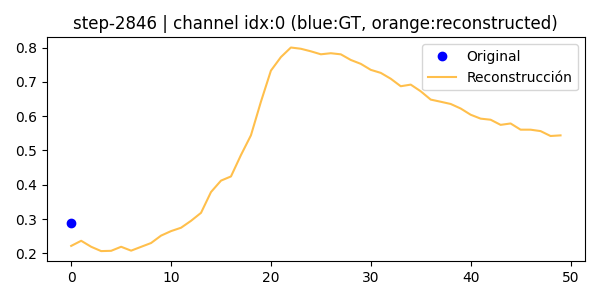 step-2846 | channel idx:0 (blue:GT, orange:reconstructed)
0.8
0.7
0.6
0.5
0.4
0.3
0.2
Original
Reconstrucción
0 10 20 30 40 50